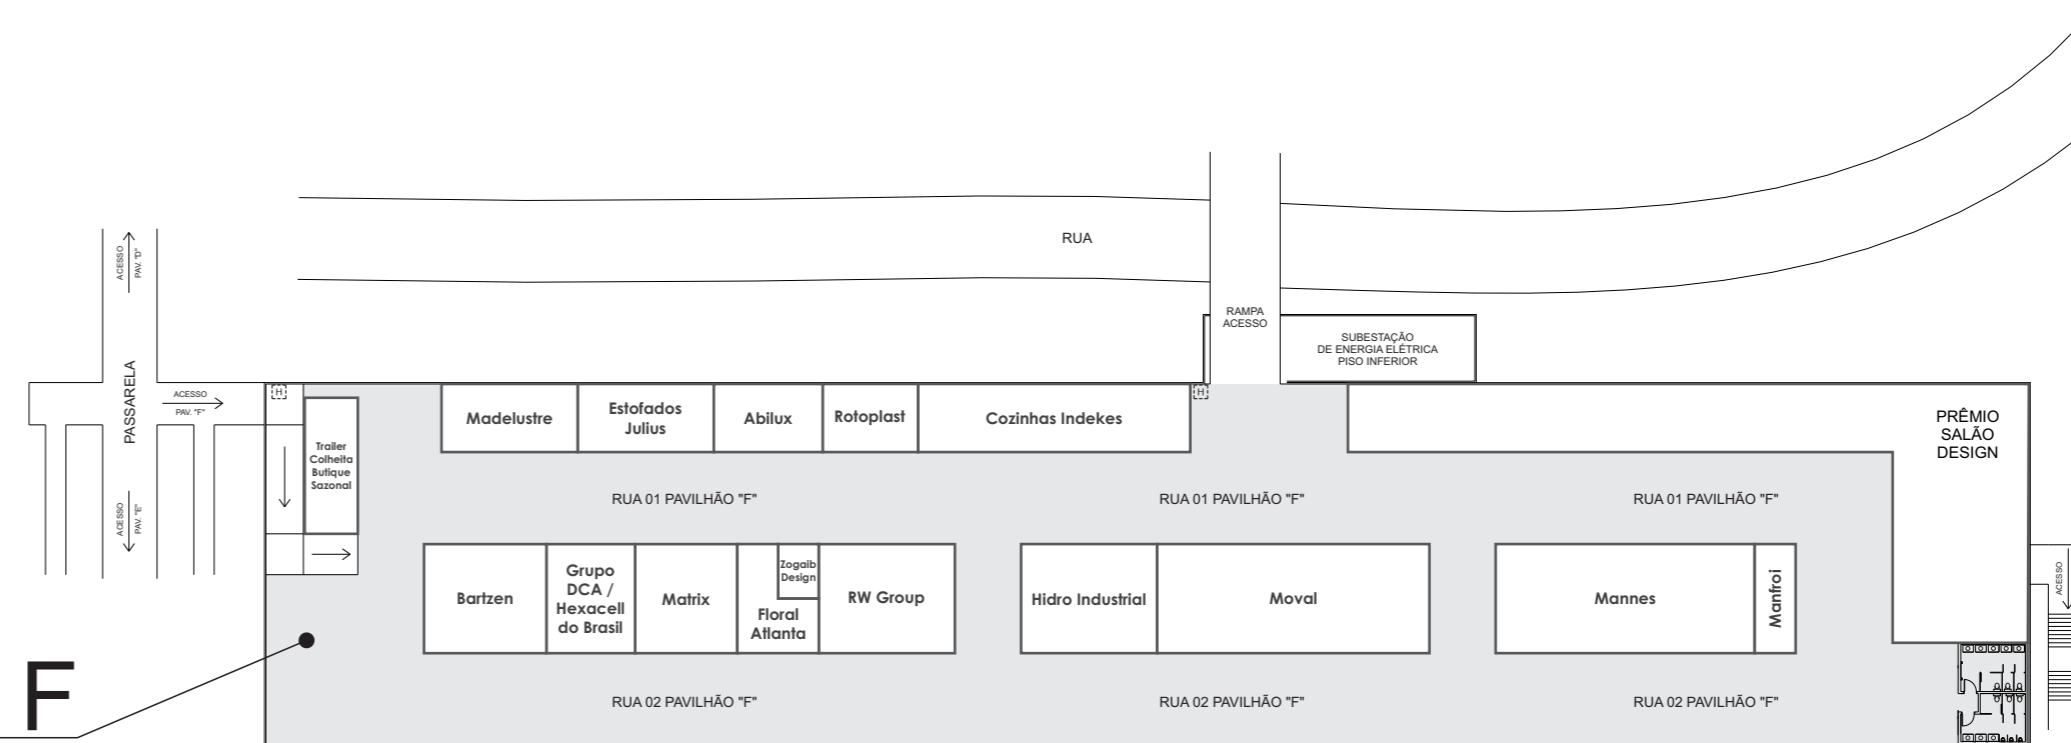 RUA
ACESSO
PAV. "D"
RAMPA
ACESSO
SUBESTAÇÃO
DE ENERGIA ELÉTRICA
PISO INFERIOR
PASSARELA
ACESSO
PAV. "F"
H
H
Madelustre
Estofados
Julius
Abilux
Rotoplast
Cozinhas Indekes
PRÊMIO
SALÃO
DESIGN
Trailer
Colheita
Butique
Sazonal
ACESSO
PAV. "E"
RUA 01 PAVILHÃO "F"
RUA 01 PAVILHÃO "F"
RUA 01 PAVILHÃO "F"
Bartzen
Grupo
DCA /
Hexacell
do Brasil
Matrix
Zogaib
Design
Floral
Atlanta
RW Group
Hidro Industrial
Moval
Mannes
Manfroi
ACESSO
F
RUA 02 PAVILHÃO "F"
RUA 02 PAVILHÃO "F"
RUA 02 PAVILHÃO "F"